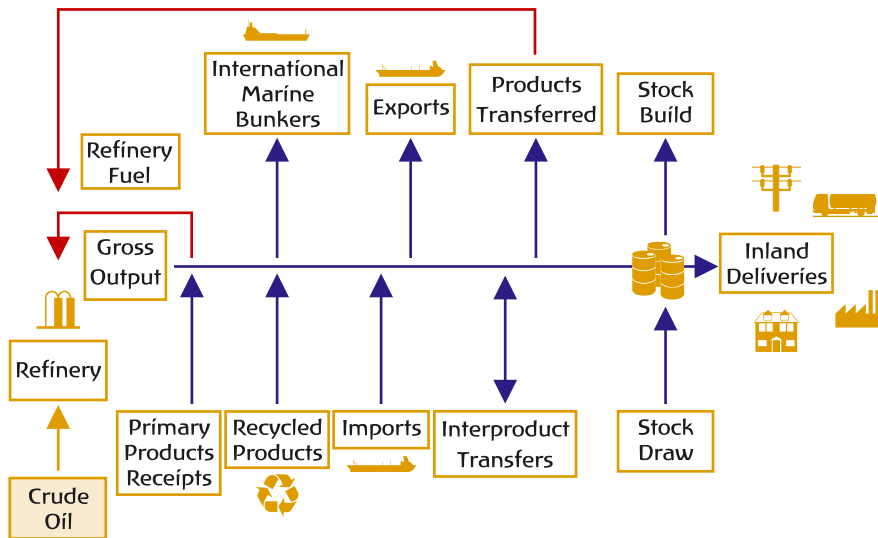 International
Marine
Bunkers
Exports
Products
Transferred
Stock
Build
Refinery
Fuel
Gross
Output
Inland
Deliveries
Refinery
Primary
Products
Receipts
Recycled
Products
Imports
Interproduct
Transfers
Stock
Draw
Crude
Oil